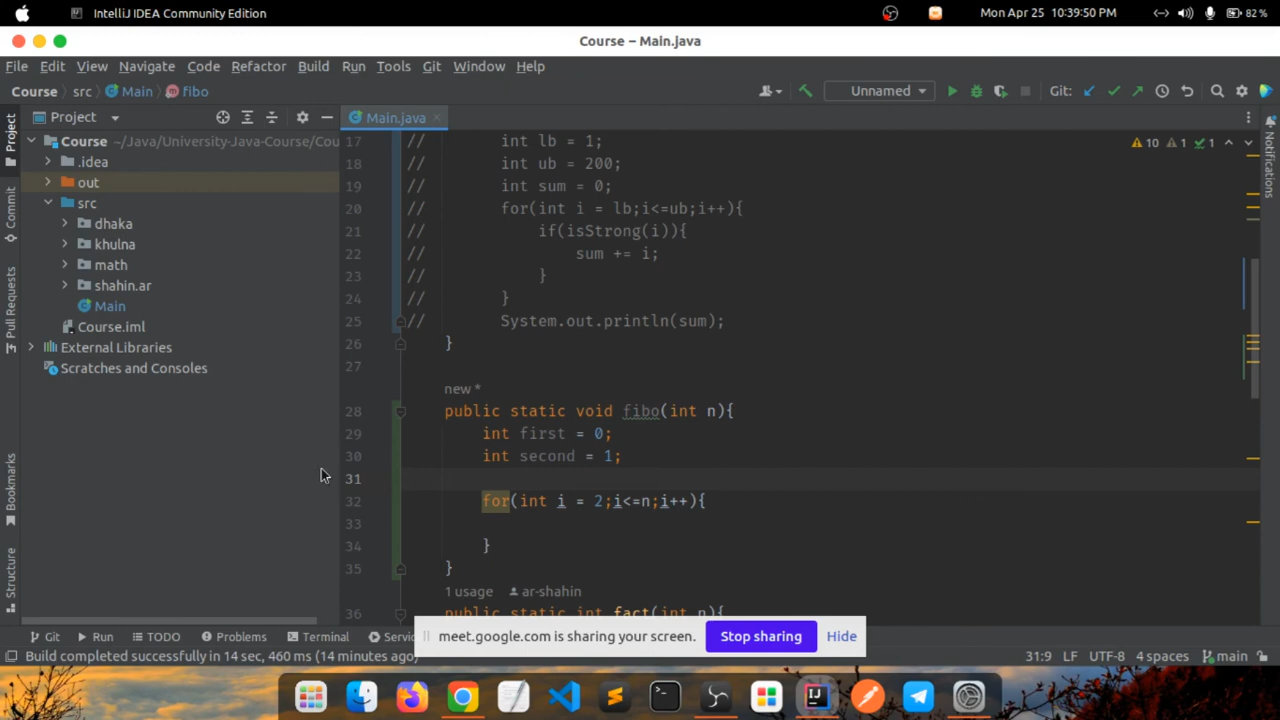 IntelliJ IDEA Community Edition
Mon Apr 25 10:39:50 PM
82 %
Course – Main.java
File Edit View Navigate Code Refactor Build Run Tools Git Window Help
Course src Main fibo
Unnamed
Git:
Project
Main.java
Course ~/Java/University-Java-Course/Cou
.idea
out
src
dhaka
khulna
math
shahin.ar
Main
Course.iml
External Libraries
Scratches and Consoles
Project
Commit
Pull Requests
Bookmarks
Structure
Notifications
10 1 1
17 // int lb = 1;
18 // int ub = 200;
19 // int sum = 0;
20 // for(int i = lb;i<=ub;i++){
21 // if(isStrong(i)){
22 // sum += i;
23 // }
24 // }
25 // System.out.println(sum);
26 }
27
new *
28 public static void fibo(int n){
29 int first = 0;
30 int second = 1;
31
32 for(int i = 2;i<=n;i++){
33
34 }
35 }
1 usage ar-shahin
36 public static int fact(int n){
meet.google.com is sharing your screen. Stop sharing Hide
Git Run TODO Problems Terminal Servi
Build completed successfully in 14 sec, 460 ms (14 minutes ago)
31:9 LF UTF-8 4 spaces main